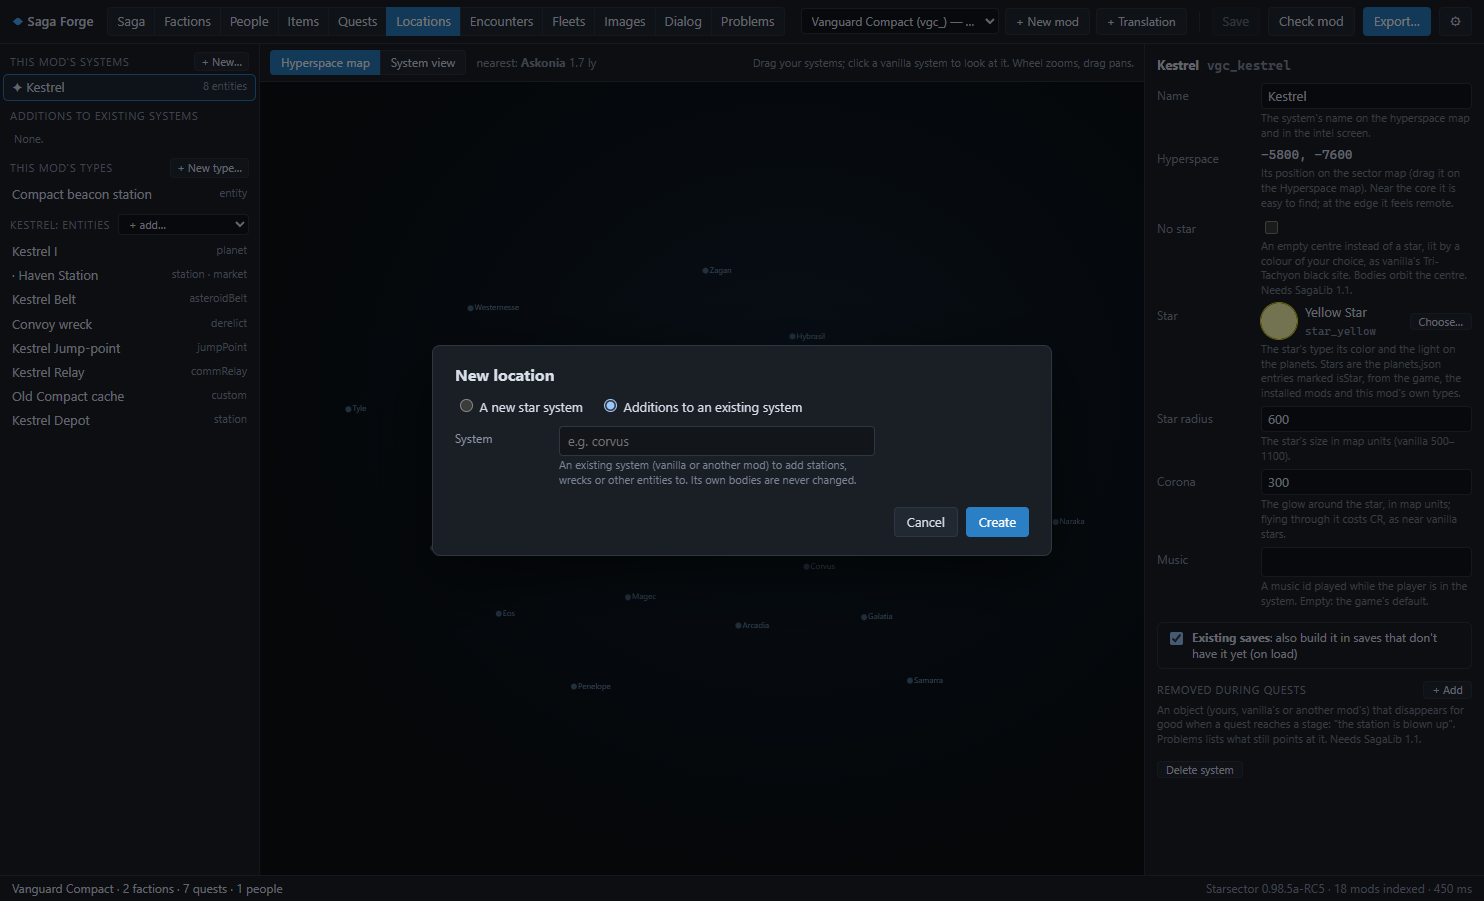 Saga Forge
Saga
Factions
People
Items
Quests
Locations
Encounters
Fleets
Images
Dialog
Problems
Vanguard Compact (vgc_) — ...
+ New mod
+ Translation
Save
Check mod
Export...
THIS MOD'S SYSTEMS
+ New...
Kestrel
8 entities
ADDITIONS TO EXISTING SYSTEMS
None.
THIS MOD'S TYPES
+ New type...
Compact beacon station
entity
KESTREL: ENTITIES
+ add...
Kestrel I
planet
· Haven Station
station · market
Kestrel Belt
asteroidBelt
Convoy wreck
derelict
Kestrel Jump-point
jumpPoint
Kestrel Relay
commRelay
Old Compact cache
custom
Kestrel Depot
station
Hyperspace map
System view
nearest: Askonia 1.7 ly
Drag your systems; click a vanilla system to look at it. Wheel zooms, drag pans.
Zagan
Westernesse
Hybrasil
Tyle
Naraka
Corvus
Magec
Eos
Galatia
Arcadia
Samarra
Penelope
New location
A new star system
Additions to an existing system
System
e.g. corvus
An existing system (vanilla or another mod) to add stations,
wrecks or other entities to. Its own bodies are never changed.
Cancel
Create
Kestrel vgc_kestrel
Name
Kestrel
The system's name on the hyperspace map
and in the intel screen.
Hyperspace
−5800, −7600
Its position on the sector map (drag it on
the Hyperspace map). Near the core it is
easy to find; at the edge it feels remote.
No star
An empty centre instead of a star, lit by a
colour of your choice, as vanilla's Tri-
Tachyon black site. Bodies orbit the centre.
Needs SagaLib 1.1.
Star
Yellow Star
star_yellow
Choose...
The star's type: its color and the light on
the planets. Stars are the planets.json
entries marked isStar, from the game, the
installed mods and this mod's own types.
Star radius
600
The star's size in map units (vanilla 500–
1100).
Corona
300
The glow around the star, in map units;
flying through it costs CR, as near vanilla
stars.
Music
A music id played while the player is in the
system. Empty: the game's default.
Existing saves: also build it in saves that don't
have it yet (on load)
REMOVED DURING QUESTS
+ Add
An object (yours, vanilla's or another mod's) that disappears for
good when a quest reaches a stage: "the station is blown up".
Problems lists what still points at it. Needs SagaLib 1.1.
Delete system
Vanguard Compact · 2 factions · 7 quests · 1 people
Starsector 0.98.5a-RC5 · 18 mods indexed · 450 ms